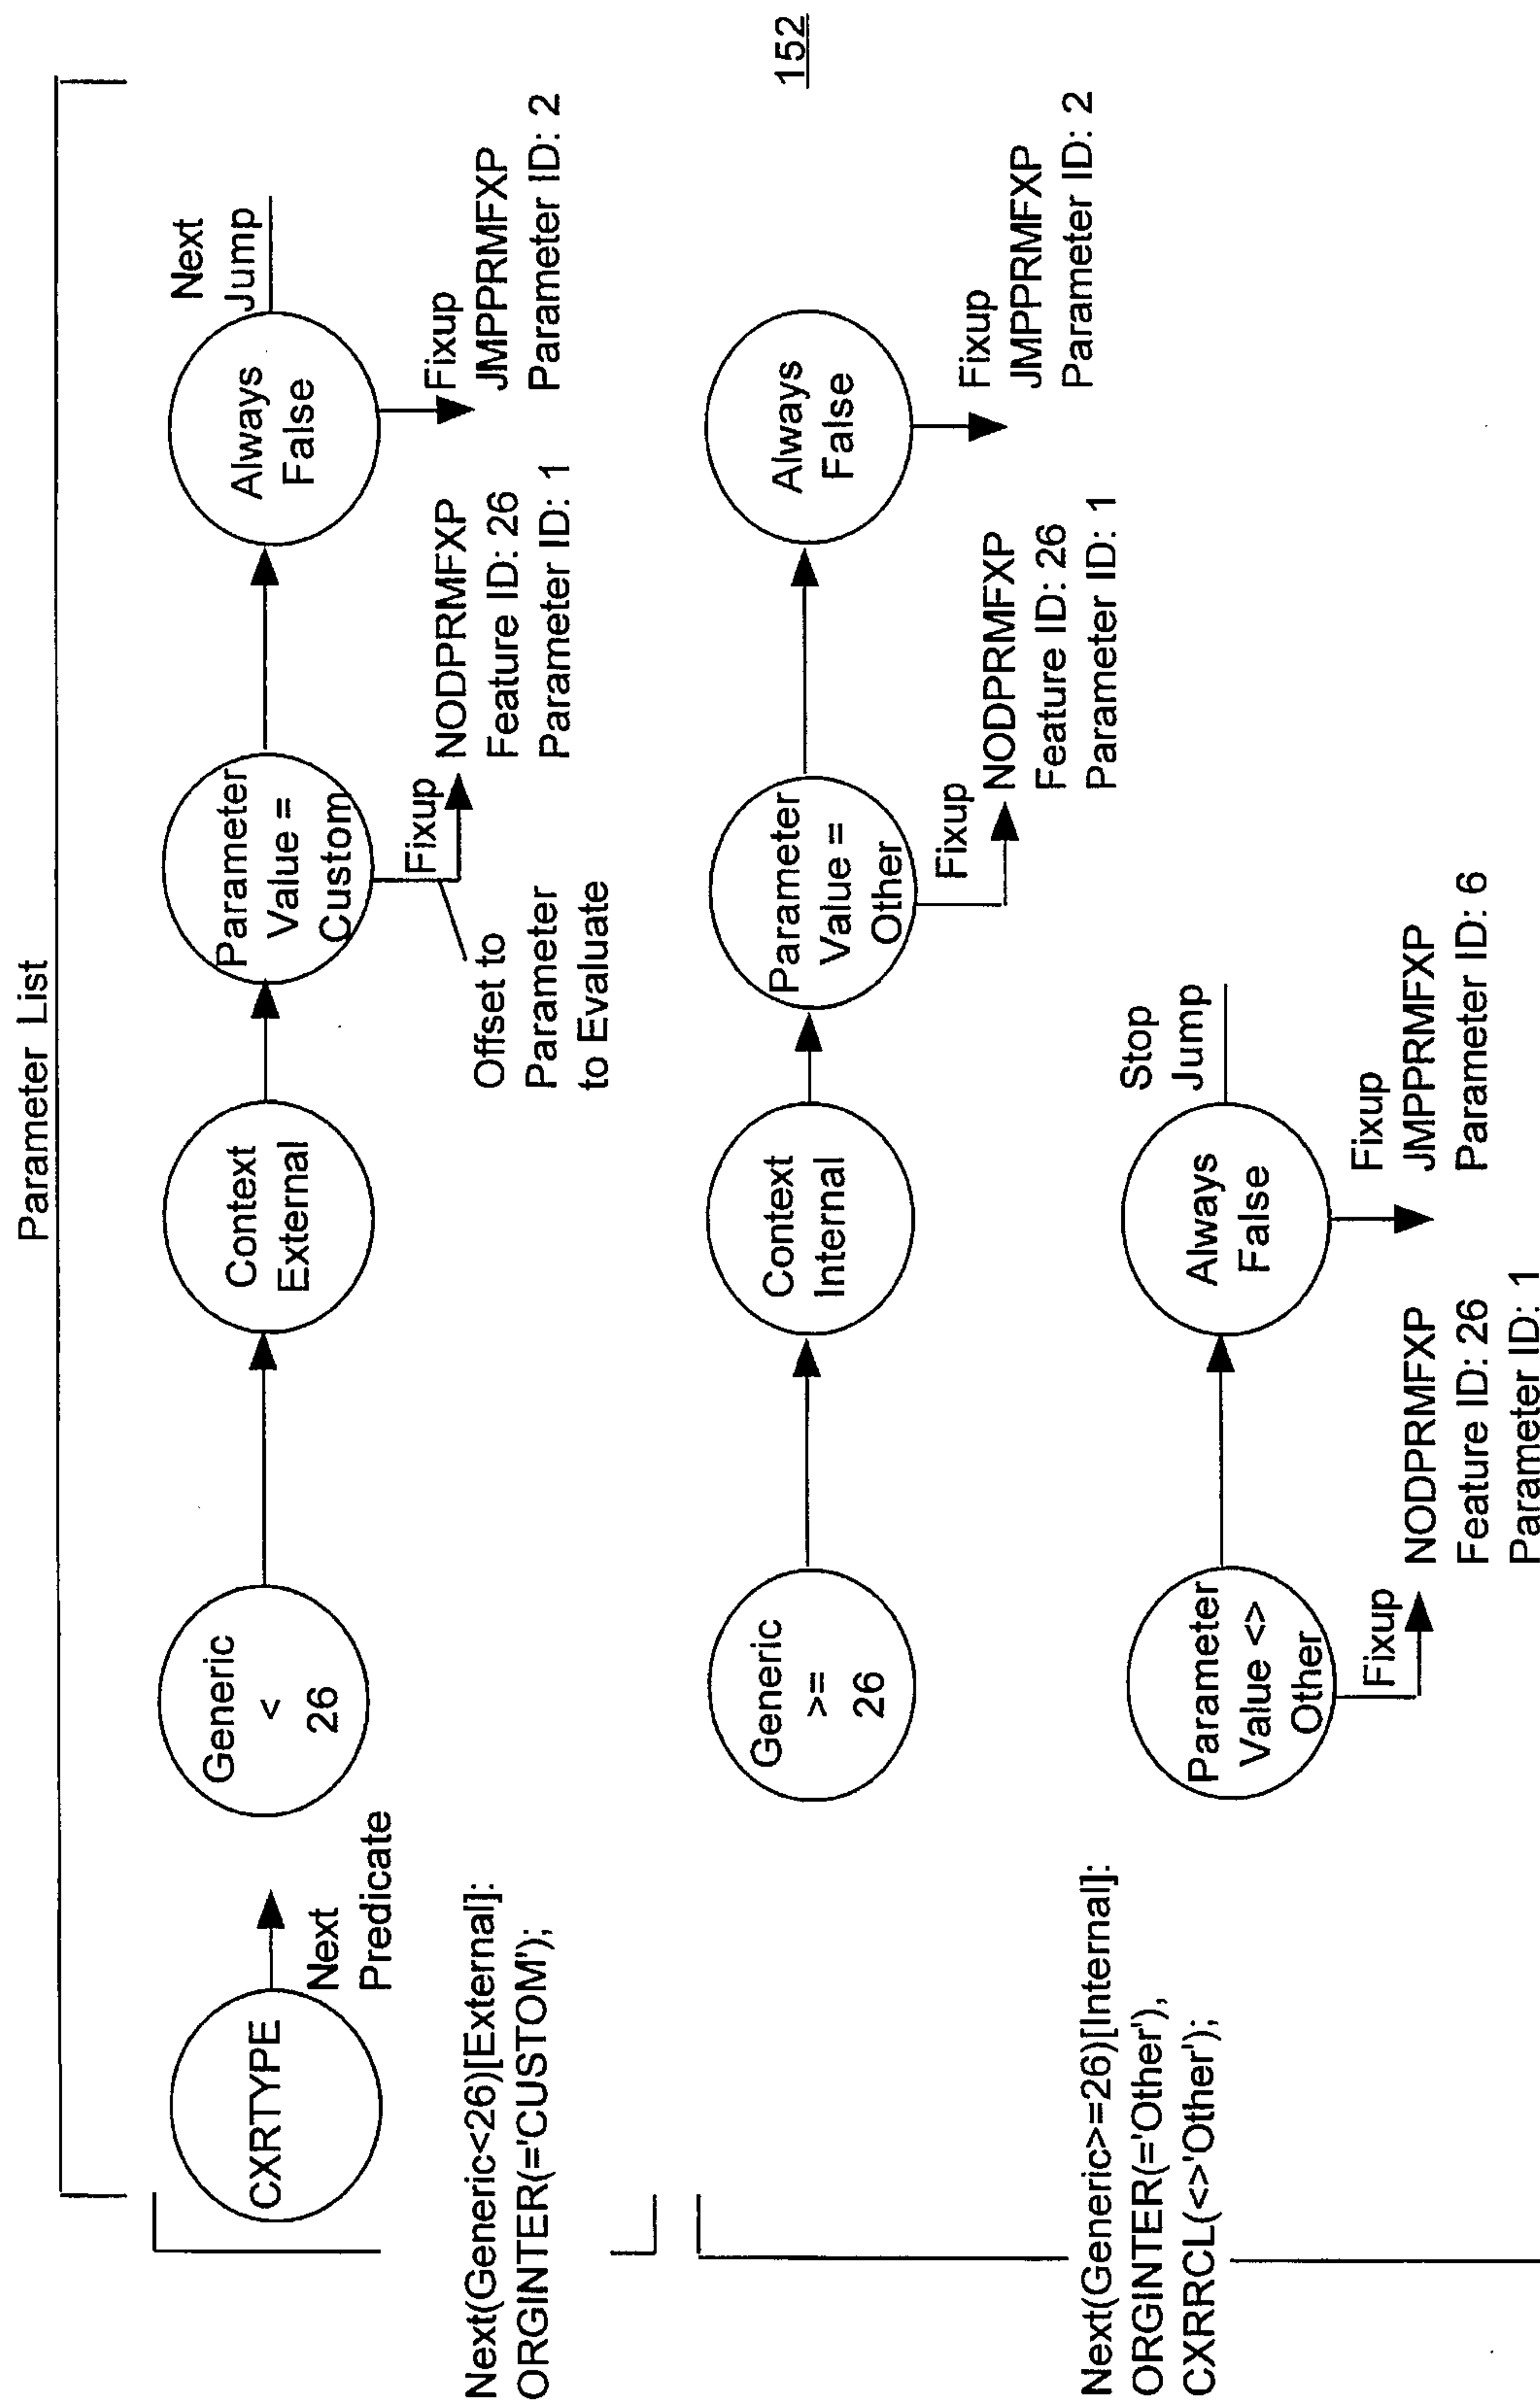 Parameter List
CXRTYPE
Next
Predicate
Generic
<
26
Context
External
Parameter
Value =
Custom
Fixup
Offset to
Parameter
to Evaluate
NODPRMFXP
Feature ID: 26
Parameter ID: 1
Always
False
Next
Jump
Fixup
JMPPRMFXP
Parameter ID: 2
Next(Generic<26)[External]:
ORGINTER(='CUSTOM');
152
Generic
>=
26
Context
Internal
Parameter
Value =
Other
Fixup
NODPRMFXP
Feature ID: 26
Parameter ID: 1
Always
False
Fixup
JMPPRMFXP
Parameter ID: 2
Next(Generic>=26)[Internal]:
ORGINTER(='Other'),
CXRRCL(<>'Other');
Parameter
Value <>
Other
Fixup
NODPRMFXP
Feature ID: 26
Parameter ID: 1
Always
False
Stop
Jump
Fixup
JMPPRMFXP
Parameter ID: 6